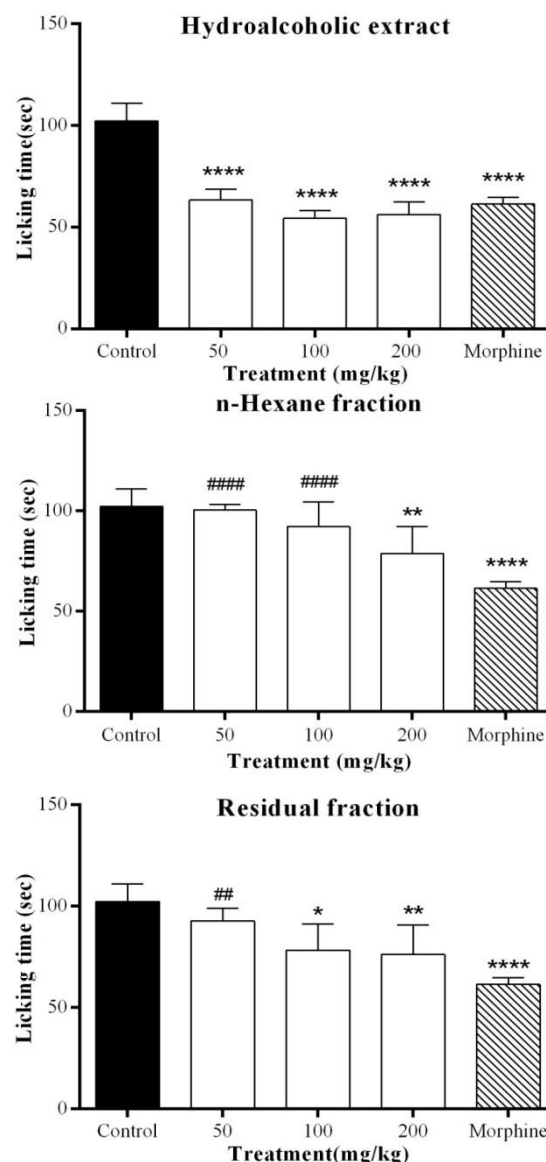 Hydroalcoholic extract
150
100
50
0
Licking time(sec)
****
****
****
****
Control 50 100 200 Morphine
Treatment (mg/kg)
n-Hexane fraction
150
100
50
0
Licking time (sec)
####
####
**
****
Control 50 100 200 Morphine
Treatment (mg/kg)
Residual fraction
150
100
50
0
Licking time (sec)
##
*
**
****
Control 50 100 200 Morphine
Treatment(mg/kg)